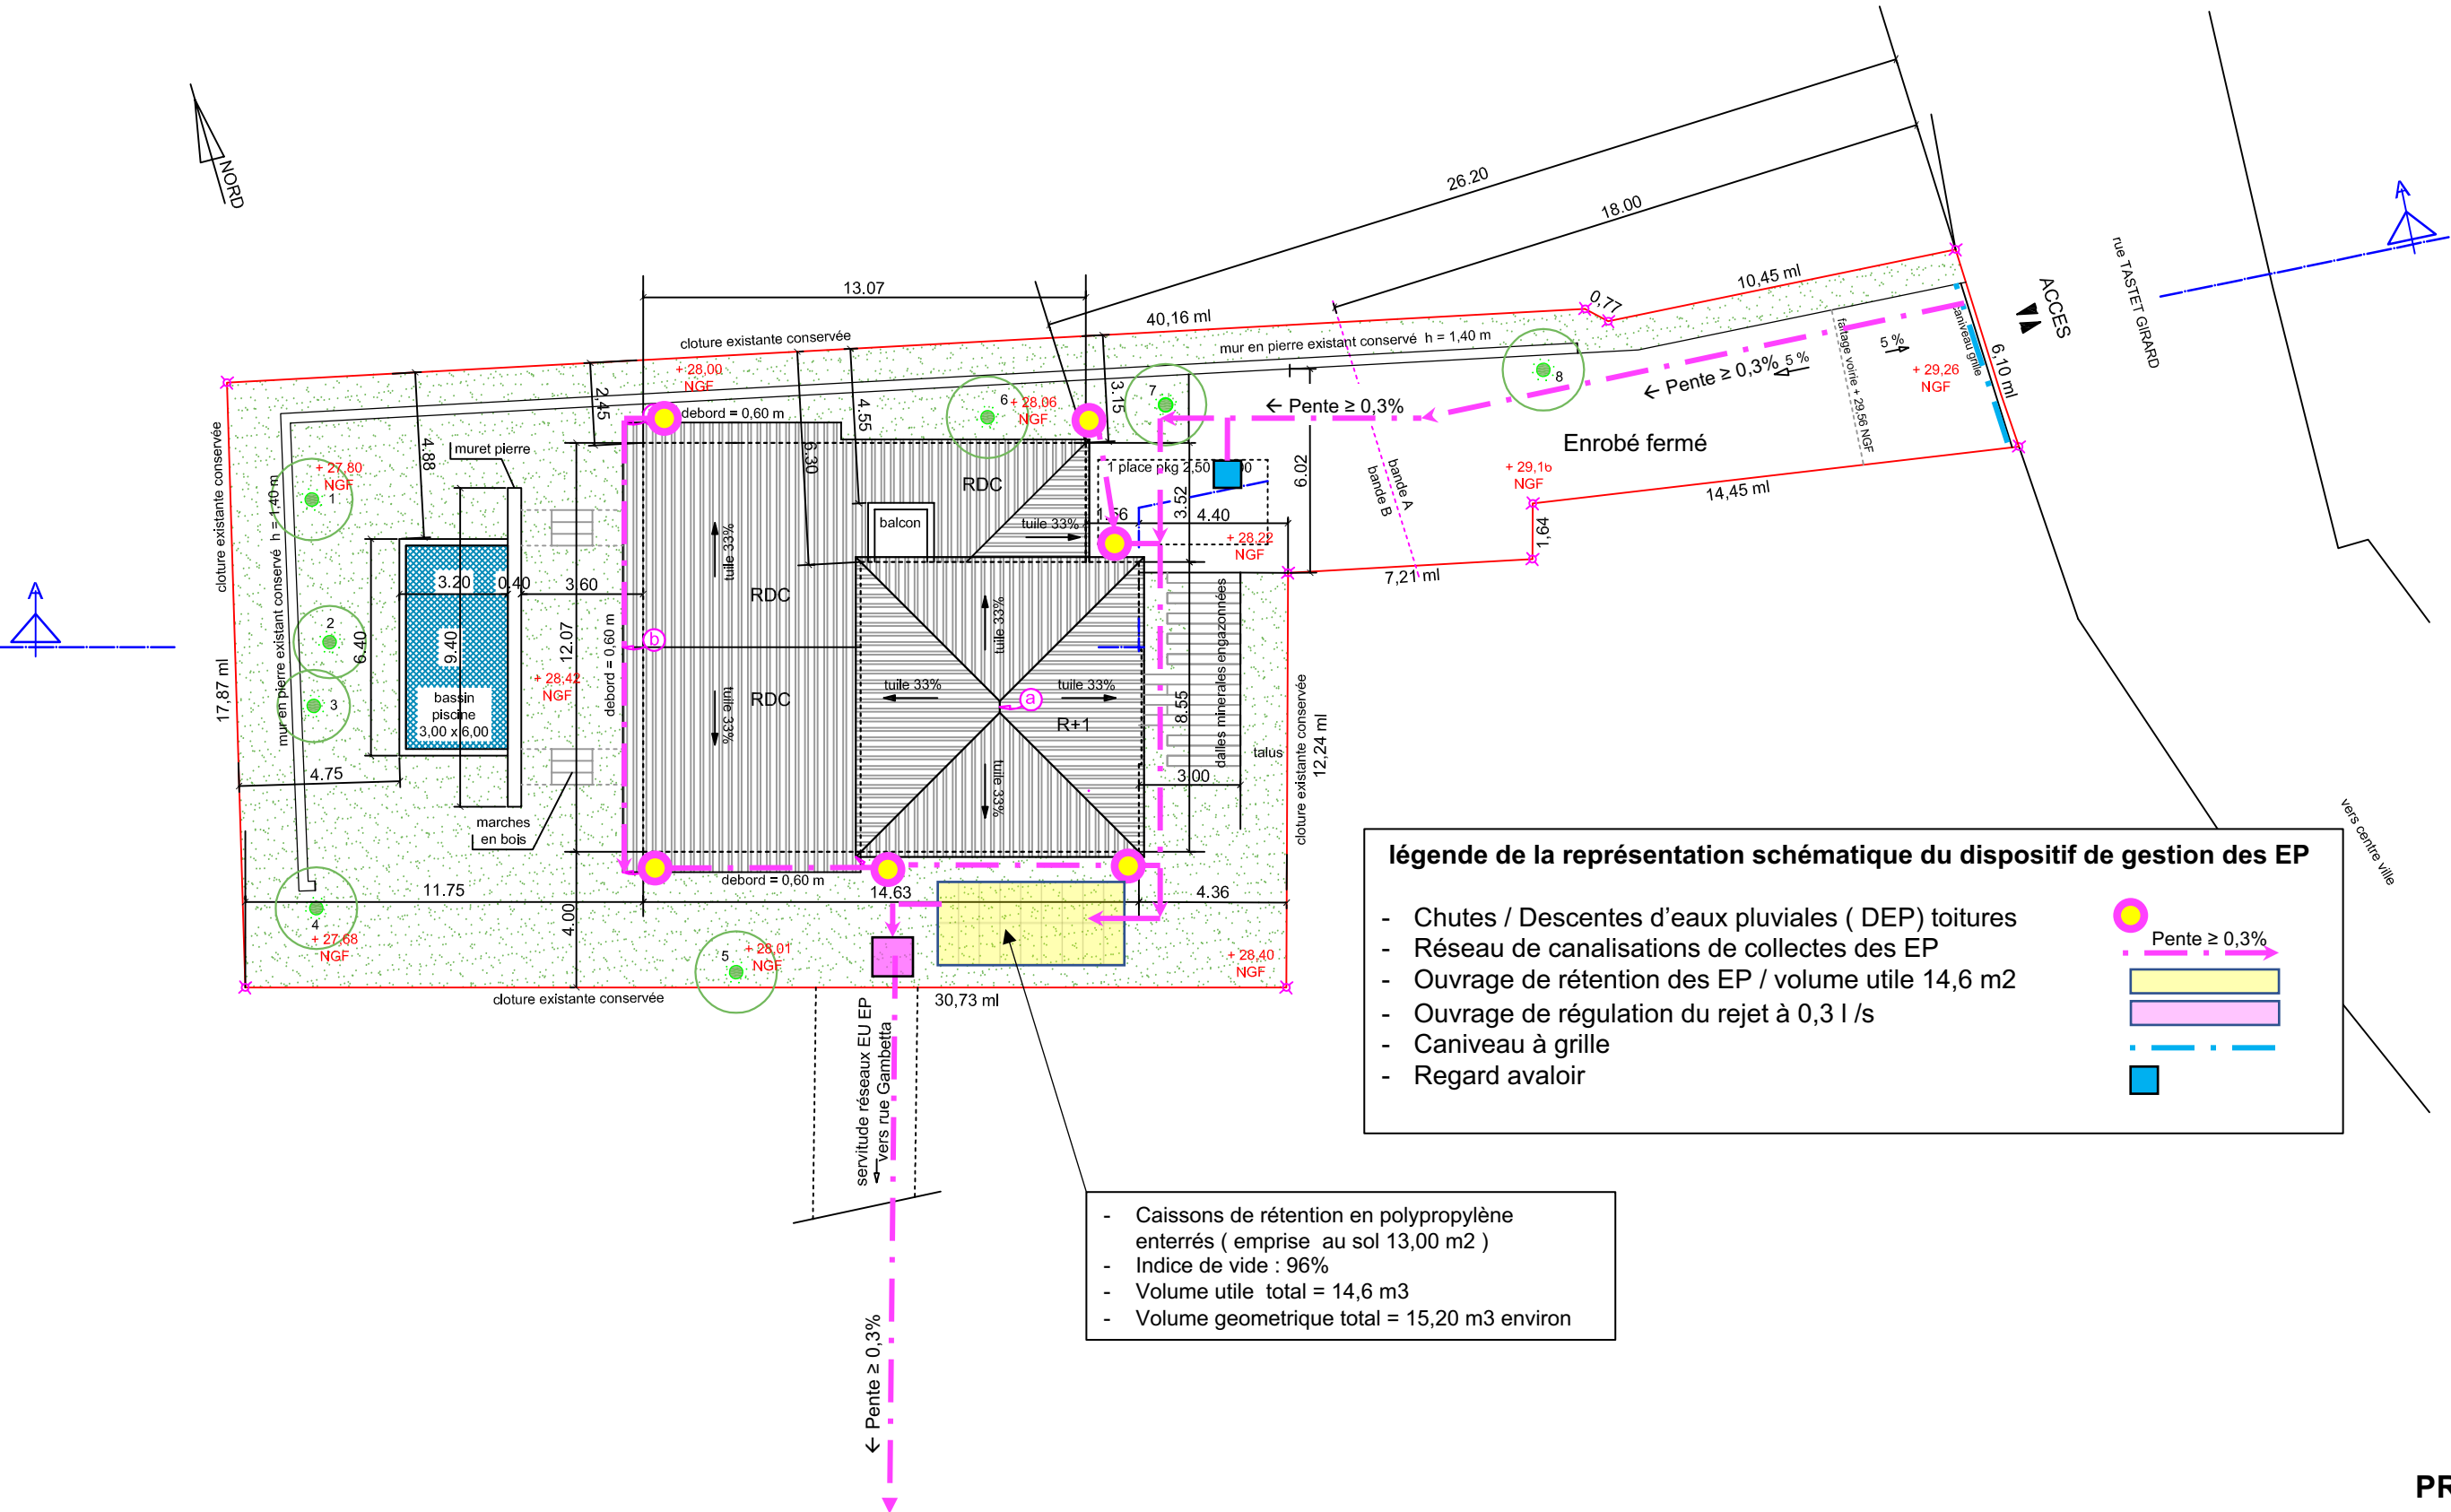 NORD
26.20
18.00
A
rue TASTET GIRARD
ACCES
10,45 ml
0,77
13.07
40,16 ml
cloture existante conservée
mur en pierre existant conservé h = 1,40 m
+ 28,00
NGF
2,45
debord = 0,60 m
4.55
6
+ 28,06
NGF
3.15
7
← Pente ≥ 0,3%
8
← Pente ≥ 0,3%
5 %
5 %
faitage voirie + 29,56 NGF
caniveau grille
+ 29,26
NGF
6,10 ml
Enrobé fermé
14,45 ml
+ 29,16
NGF
1,64
7,21 ml
6.02
bande A
bande B
1 place pkg 2,50
3.52
4.40
+ 28.22
NGF
cloture existante conservée
4.88
muret pierre
+ 27,80
NGF
1
mur en pierre existant conservé h = 1,40 m
RDC
balcon
tuile 33%
tuile 33%
RDC
3.20
0,40
3.60
2
6.40
9.40
12.07
debord = 0,60 m
b
tuile 33%
A
17,87 ml
3
bassin
piscine
3,00 x 6,00
+ 28,42
NGF
RDC
tuile 33%
tuile 33%
a
tuile 33%
R+1
tuile 33%
8.55
dalles minerales engazonnées
talus
cloture existante conservée
12,24 ml
4.75
3.00
marches
en bois
vers centre ville
11.75
debord = 0,60 m
14.63
4.36
4
+ 27,68
NGF
4.00
5
+ 28,01
NGF
+ 28,40
NGF
cloture existante conservée
30,73 ml
servitude réseaux EU EP
vers rue Gambetta
← Pente ≥ 0,3%
légende de la représentation schématique du dispositif de gestion des EP
- Chutes / Descentes d’eaux pluviales ( DEP) toitures
- Réseau de canalisations de collectes des EP
Pente ≥ 0,3%
- Ouvrage de rétention des EP / volume utile 14,6 m2
- Ouvrage de régulation du rejet à 0,3 l /s
- Caniveau à grille
- Regard avaloir
- Caissons de rétention en polypropylène
enterrés ( emprise au sol 13,00 m2 )
- Indice de vide : 96%
- Volume utile total = 14,6 m3
- Volume geometrique total = 15,20 m3 environ
PR